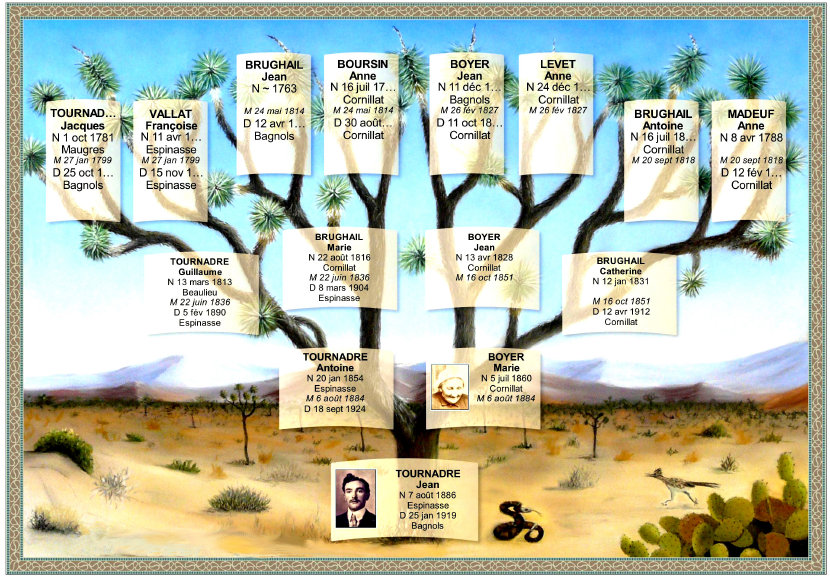 TOURNAD...
Jacques
N 1 oct 1781
Maugres
M 27 jan 1799
D 25 oct 1...
Bagnols
VALLAT
Françoise
N 11 avr 1...
Espinasse
M 27 jan 1799
D 15 nov 1...
Espinasse
BRUGHAIL
Jean
N ~ 1763
M 24 mai 1814
D 12 avr 1...
Bagnols
BOURSIN
Anne
N 16 juil 17...
Cornillat
M 24 mai 1814
D 30 août...
Cornillat
BOYER
Jean
N 11 déc 1...
Bagnols
M 26 fév 1827
D 11 oct 18...
Cornillat
LEVET
Anne
N 24 déc 1...
Cornillat
M 26 fév 1827
BRUGHAIL
Antoine
N 16 juil 18...
Cornillat
M 20 sept 1818
MADEUF
Anne
N 8 avr 1788
M 20 sept 1818
D 12 fév 1...
Cornillat
TOURNADRE
Guillaume
N 13 mars 1813
Beaulieu
M 22 juin 1836
D 5 fév 1890
Espinasse
BRUGHAIL
Marie
N 22 août 1816
Cornillat
M 22 juin 1836
D 8 mars 1904
Espinasse
BOYER
Jean
N 13 avr 1828
Cornillat
M 16 oct 1851
BRUGHAIL
Catherine
N 12 jan 1831
M 16 oct 1851
D 12 avr 1912
Cornillat
TOURNADRE
Antoine
N 20 jan 1854
Espinasse
M 6 août 1884
D 18 sept 1924
BOYER
Marie
N 5 juil 1860
Cornillat
M 6 août 1884
TOURNADRE
Jean
N 7 août 1886
Espinasse
D 25 jan 1919
Bagnols